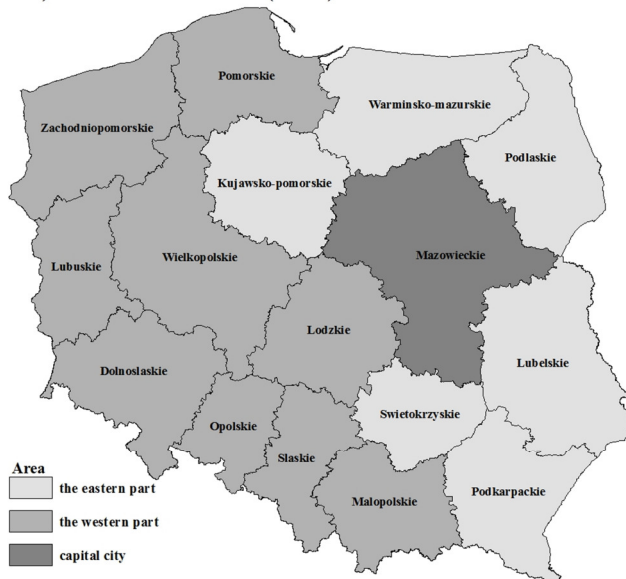 Pomorskie
Warminsko-mazurskie
Zachodniopomorskie
Podlaskie
Kujawsko-pomorskie
Mazowieckie
Wielkopolskie
Lubuskie
Lodzkie
Lubelskie
Dolnoslaskie
Swietokrzyskie
Opolskie
Slaskie
Podkarpackie
Malopolskie
Area
the eastern part
the western part
capital city